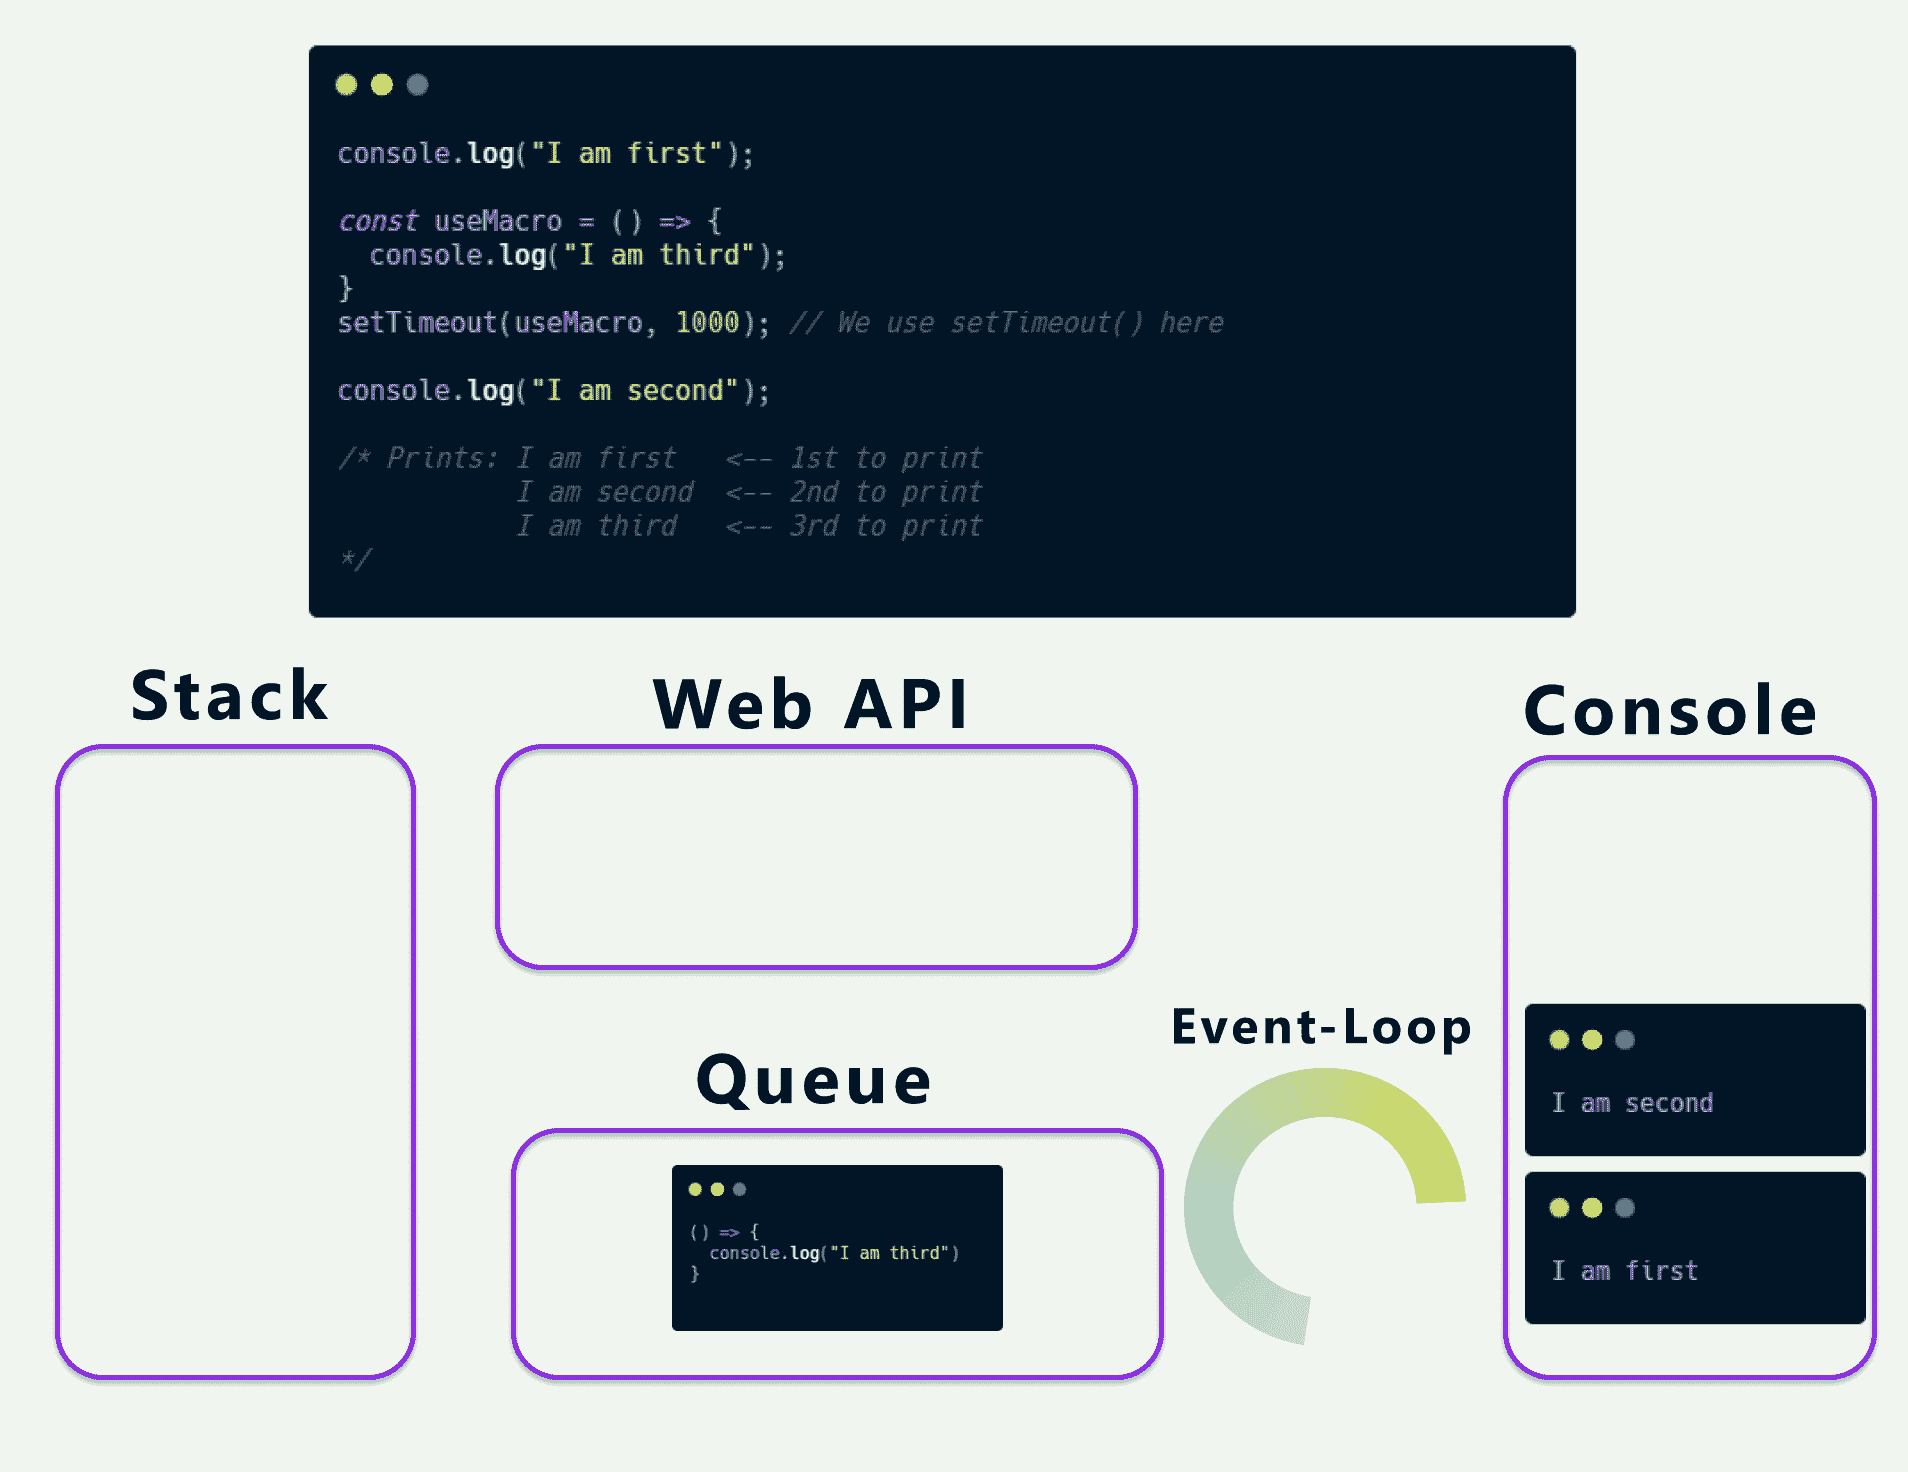 console.log("I am first");
const useMacro = () => {
console.log("I am third");
}
setTimeout(useMacro, 1000); // We use setTimeout() here
console.log("I am second");
/* Prints: I am first <-- 1st to print
I am second <-- 2nd to print
I am third <-- 3rd to print
*/
Stack
Web API
Console
Event-Loop
Queue
() => {
console.log("I am third")
}
I am second
I am first